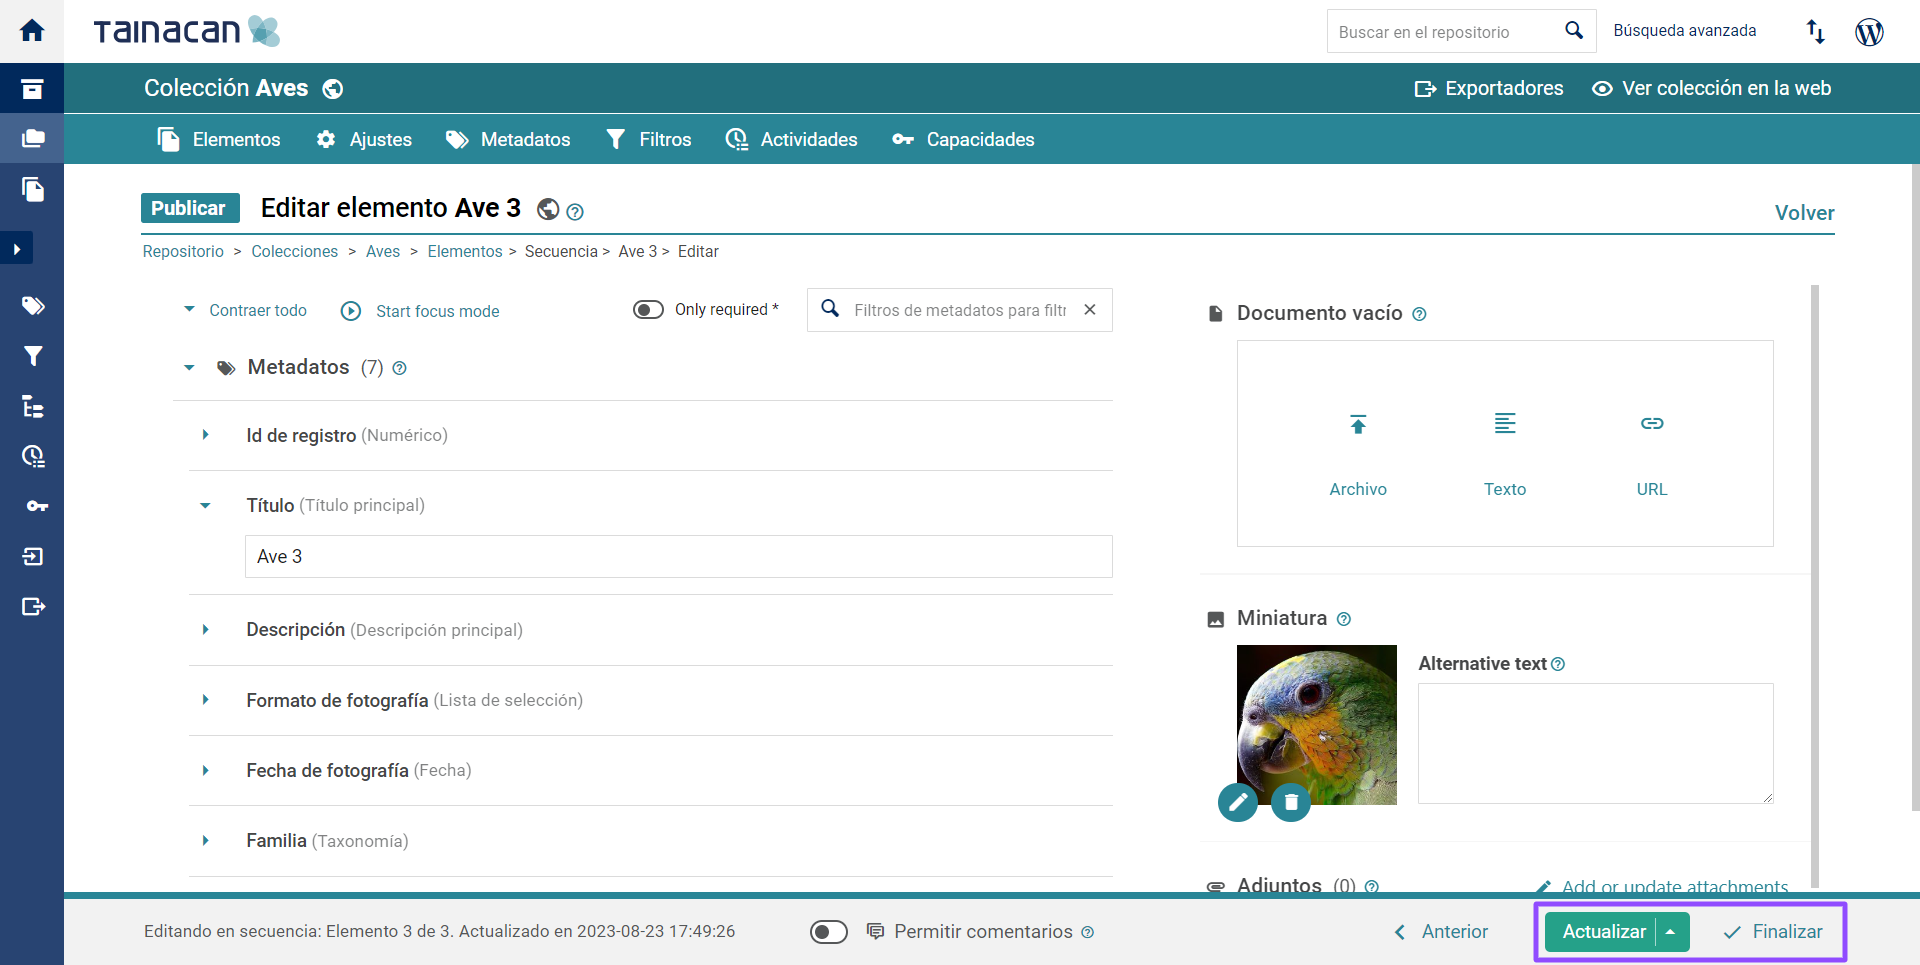 TAINACAN
Buscar en el repositorio
Búsqueda avanzada
Colección Aves
Exportadores
Ver colección en la web
Elementos
Ajustes
Metadatos
Filtros
Actividades
Capacidades
Publicar
Editar elemento Ave 3
Volver
Repositorio > Colecciones > Aves > Elementos > Secuencia > Ave 3 > Editar
Contraer todo
Start focus mode
Only required *
Filtros de metadatos para filtr
Metadatos (7)
Id de registro (Numérico)
Título (Título principal)
Ave 3
Descripción (Descripción principal)
Formato de fotografía (Lista de selección)
Fecha de fotografía (Fecha)
Familia (Taxonomía)
Documento vacío
Archivo
Texto
URL
Miniatura
Alternative text
Adjuntos (0)
Add or update attachments
Editando en secuencia: Elemento 3 de 3. Actualizado en 2023-08-23 17:49:26
Permitir comentarios
Anterior
Actualizar
Finalizar